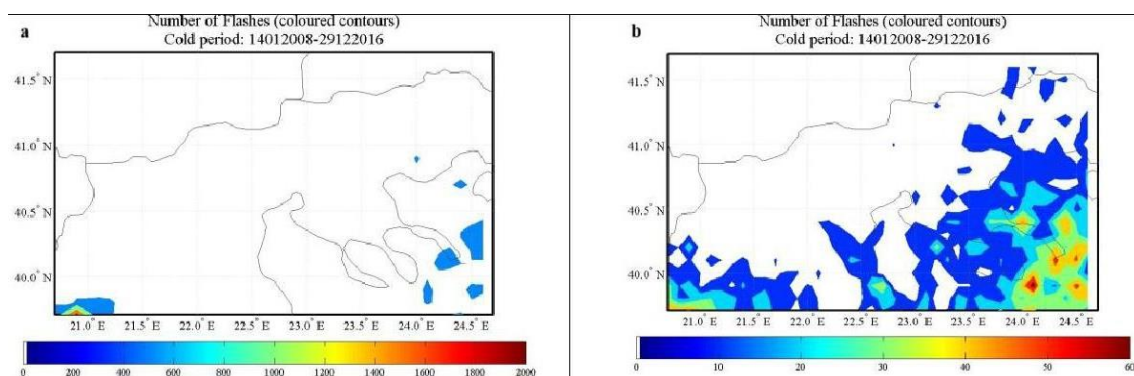 a
Number of Flashes (coloured contours)
Cold period: 14012008-29122016
41.5° N
41.0° N
40.5° N
40.0° N
21.0° E 21.5° E 22.0° E 22.5° E 23.0° E 23.5° E 24.0° E 24.5° E
0 200 400 600 800 1000 1200 1400 1600 1800 2000
b
Number of Flashes (coloured contours)
Cold period: 14012008-29122016
41.5° N
41.0° N
40.5° N
40.0° N
21.0° E 21.5° E 22.0° E 22.5° E 23.0° E 23.5° E 24.0° E 24.5° E
0 10 20 30 40 50 60